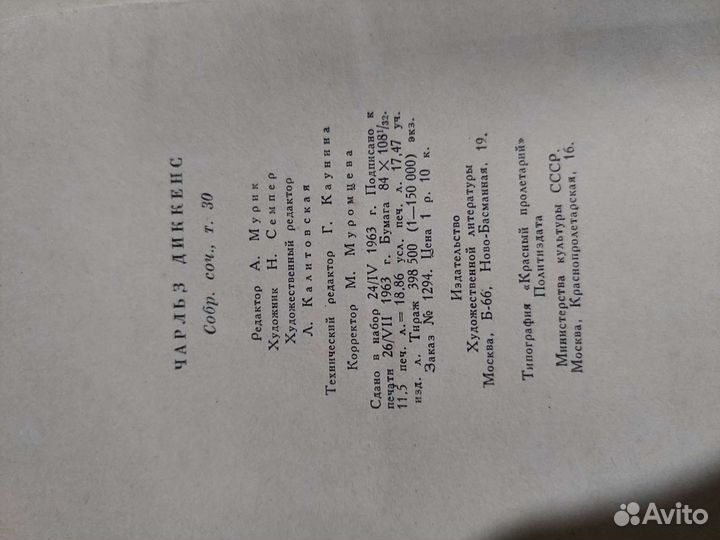 ЧАРЛЬЗ ДИККЕНС
Собр. соч., т. 30
Редактор А. Мурик
Художник Н. Семпер
Художественный редактор
Л. Калитовская
Технический редактор Г. Каунина
Корректор М. Муромцева
Сдано в набор 24/IV 1963 г. Подписано к
печати 26/VII 1963 г. Бумага 84 × 108¹/₃₂-
11,5 печ. л.= 18,86 усл. печ. л. 17,47 уч.
изд. л. Тираж 398 500 (1—150 000) экз.
Заказ № 1294. Цена 1 р. 10 к.
Издательство
Художественной литературы
Москва, Б-66, Ново-Басманная, 19.
Типография «Красный пролетарий»
Политиздата
Министерства культуры СССР.
Москва, Краснопролетарская, 16.
Avito